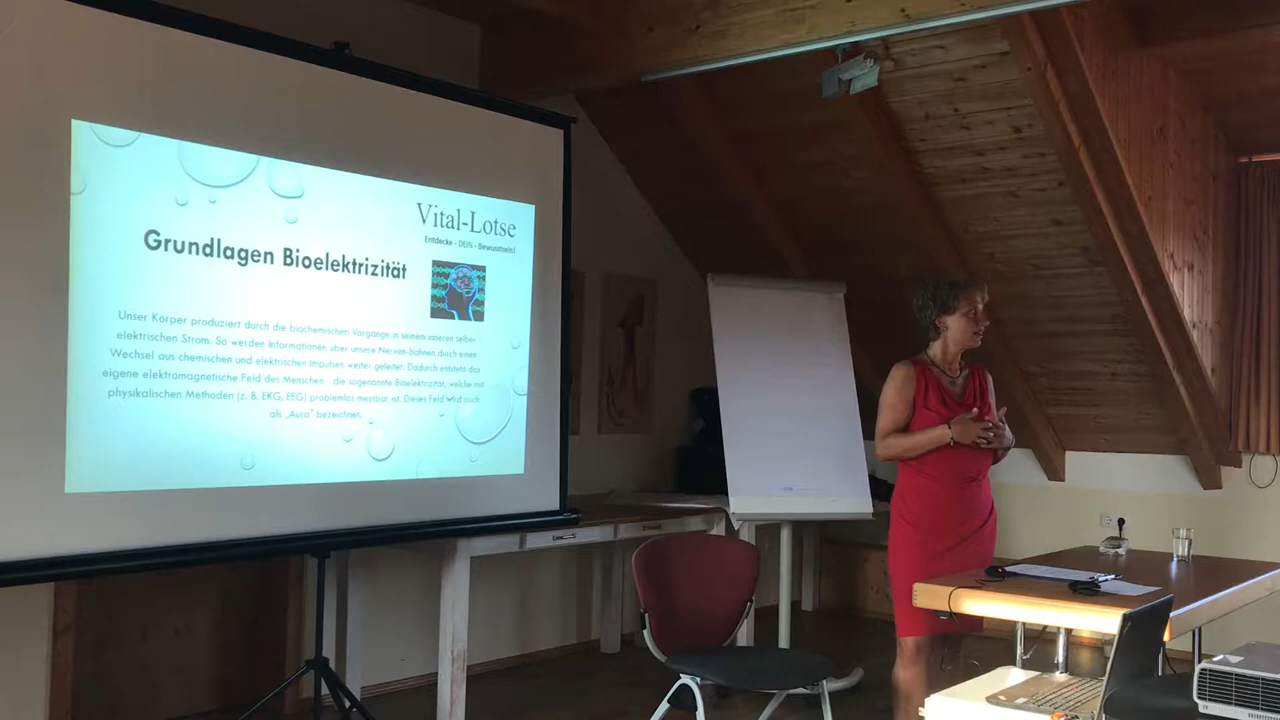 Vital-Lotse
Entdecke - DEIN - Bewusstsein!
Grundlagen Bioelektrizität
Unser Körper produziert durch die biochemischen Vorgänge in seinem inneren selber
elektrischen Strom. So werden Informationen über unsere Nerven-bahnen durch einen
Wechsel aus chemischen und elektrischen Impulsen weiter geleitet. Dadurch entsteht das
eigene elektromagnetische Feld des Menschen die sogenannte Bioelektrizität, welche mit
physikalischen Methoden (z. B. EKG, EEG) problemlos messbar ist. Dieses Feld wird auch
als „Aura" bezeichnet.